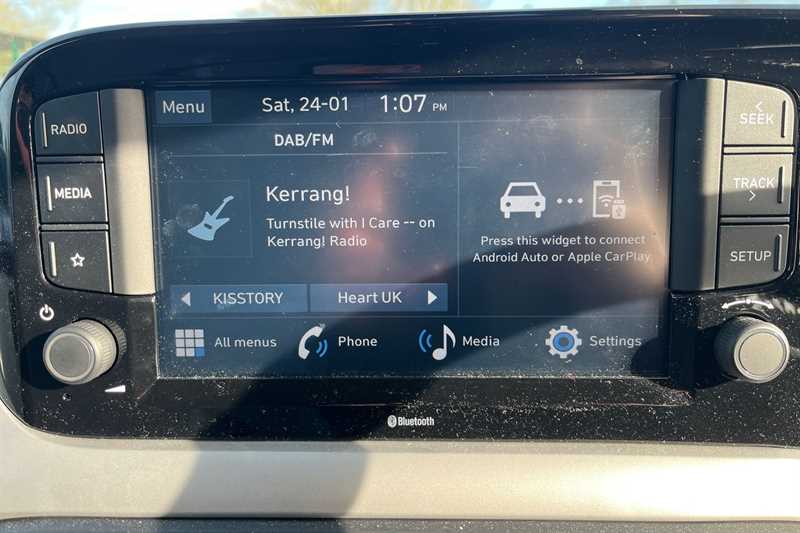 RADIO
MEDIA
Menu
Sat, 24-01
1:07 PM
DAB/FM
Kerrang!
Turnstile with I Care -- on
Kerrang! Radio
KISSTORY
Heart UK
Press this widget to connect
Android Auto or Apple CarPlay.
All menus
Phone
Media
Settings
SEEK
TRACK
SETUP
Bluetooth